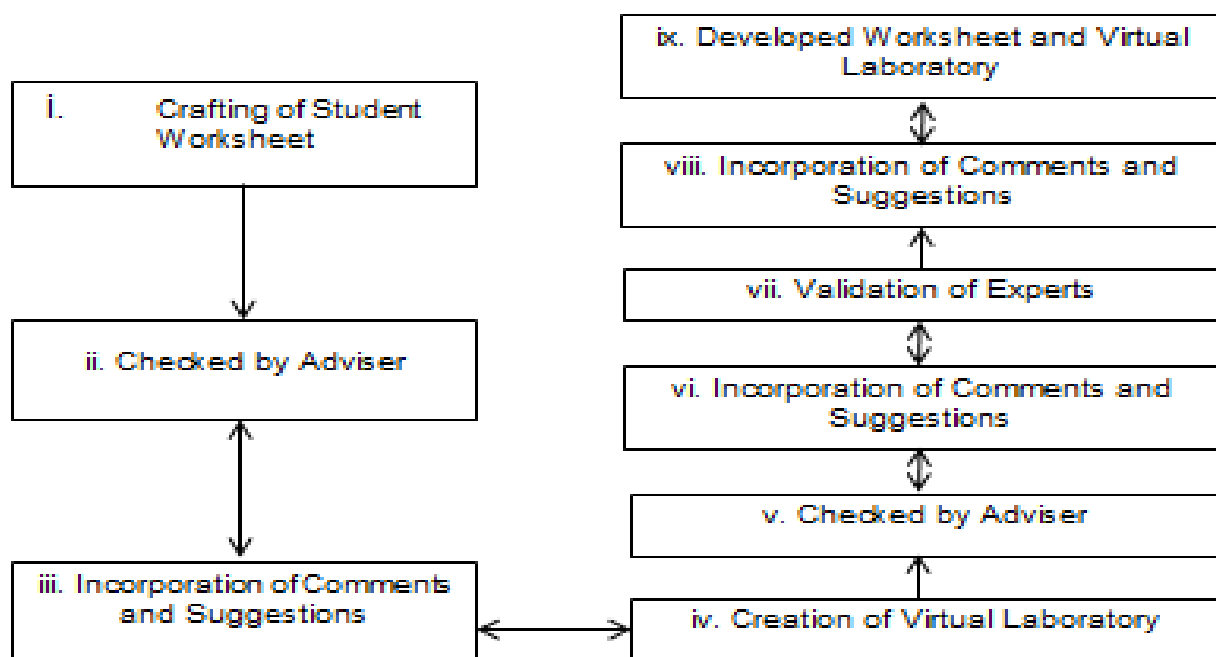 i. Crafting of Student
Worksheet
ii. Checked by Adviser
iii. Incorporation of Comments
and Suggestions
iv. Creation of Virtual Laboratory
v. Checked by Adviser
vi. Incorporation of Comments and
Suggestions
vii. Validation of Experts
viii. Incorporation of Comments and
Suggestions
ix. Developed Worksheet and Virtual
Laboratory